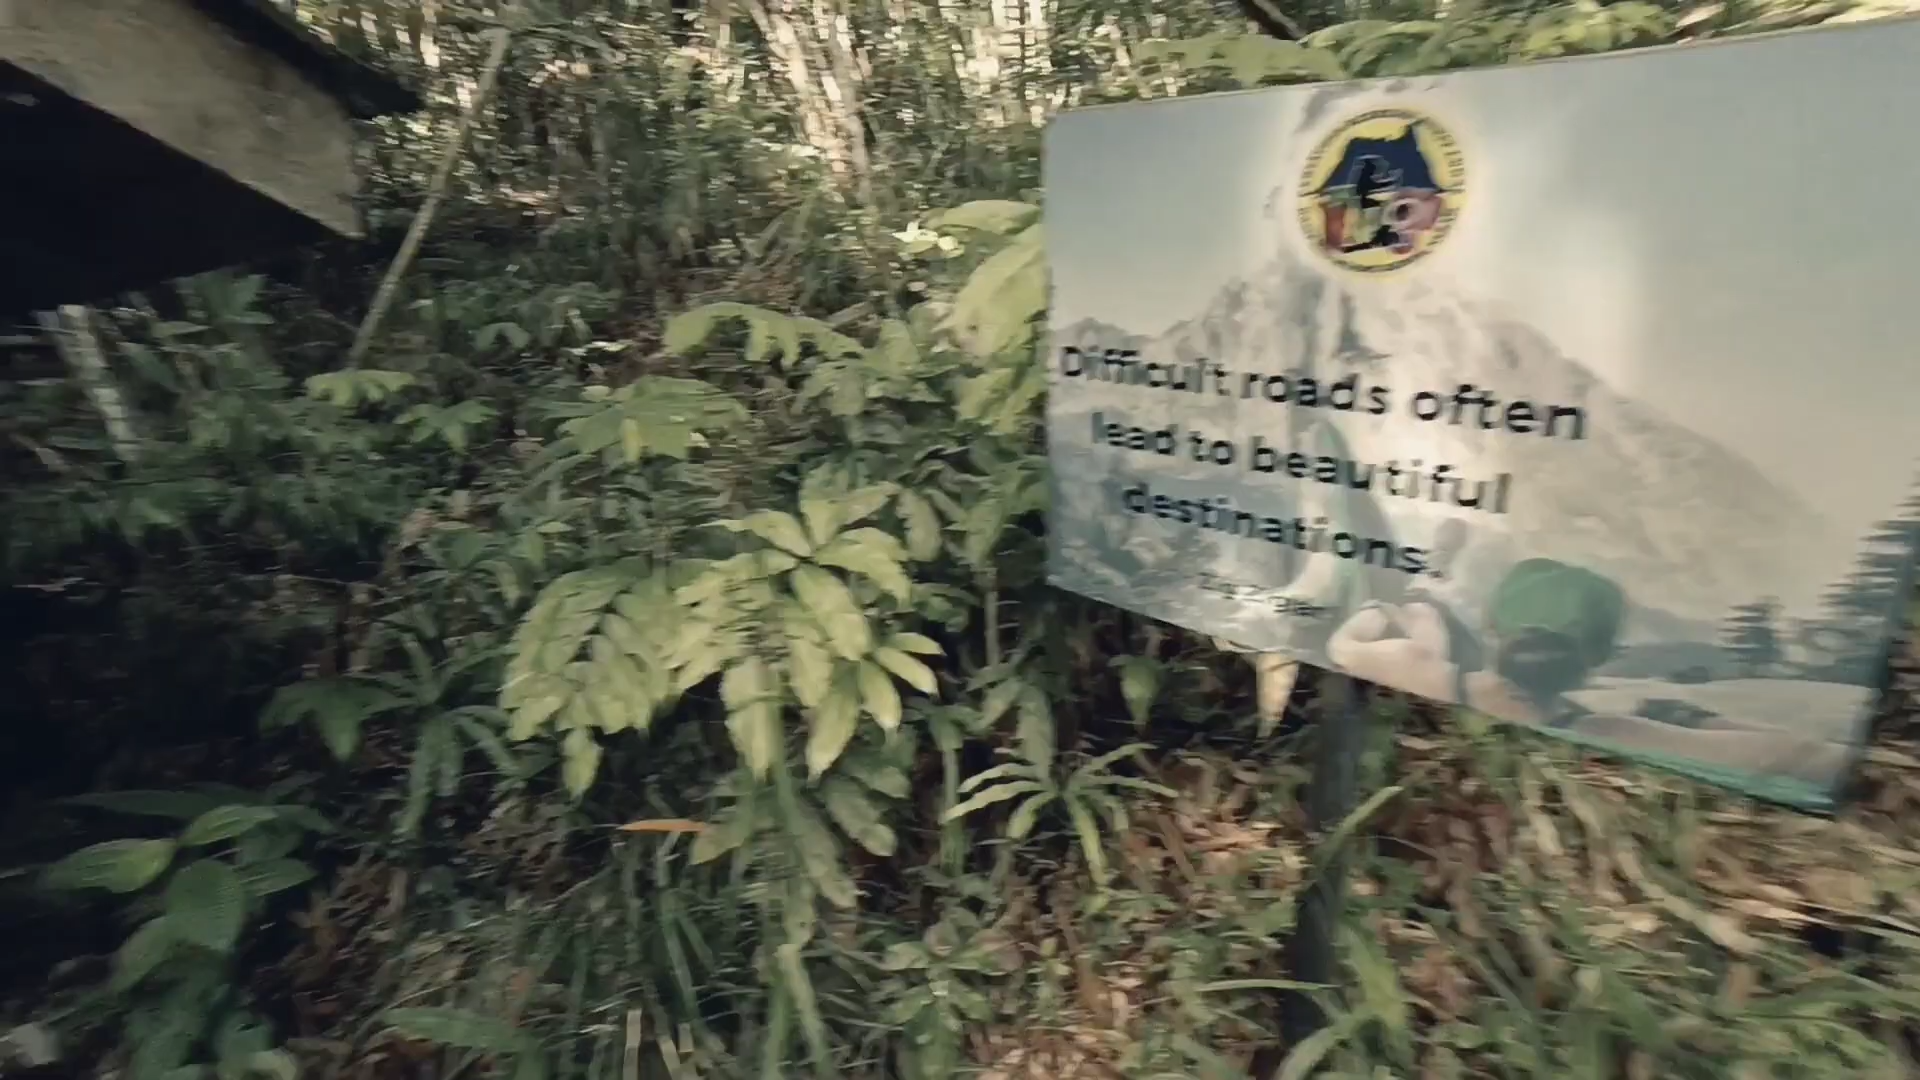 Difficult roads often
lead to beautiful
destinations.